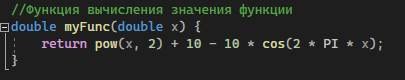 //Функция вычисления значения функции
double myFunc(double x) {
return pow(x, 2) + 10 - 10 * cos(2 * PI * x);
}